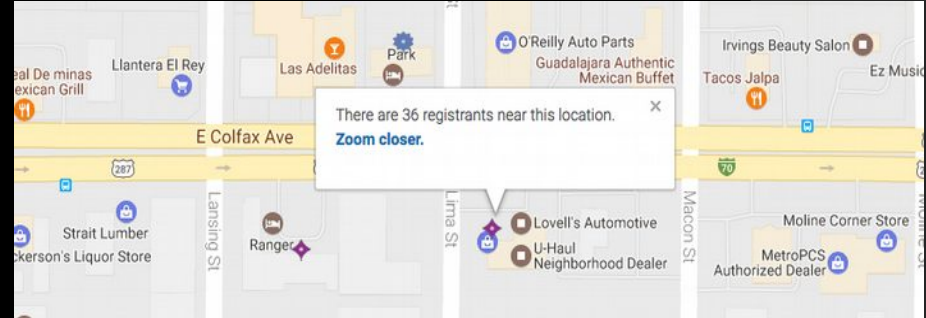 Llantera El Rey
eal De minas
exican Grill
Las Adelitas
Park
O'Reilly Auto Parts
Guadalajara Authentic
Mexican Buffet
Irvings Beauty Salon
Ez Music
Tacos Jalpa
There are 36 registrants near this location.
Zoom closer.
×
E Colfax Ave
287
70
Lansing St
Lima St
Macon St
Moline St
Strait Lumber
ckerson's Liquor Store
Ranger
Lovell's Automotive
U-Haul
Neighborhood Dealer
Moline Corner Store
MetroPCS
Authorized Dealer